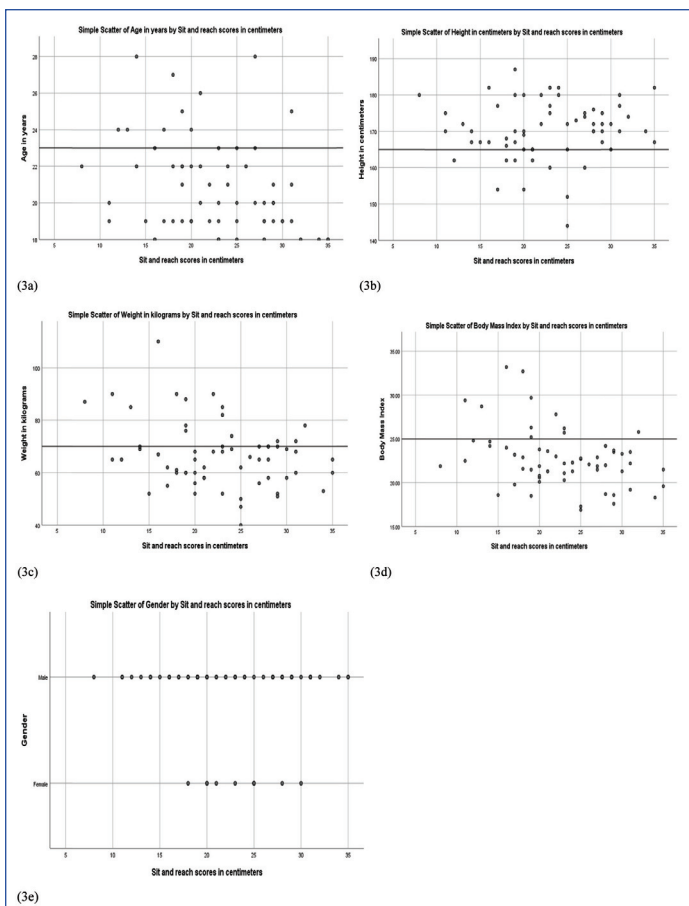 Simple Scatter of Age in years by Sit and reach scores in centimeters
Age in years
28
26
24
22
20
18
5 10 15 20 25 30 35
Sit and reach scores in centimeters
(3a)
Simple Scatter of Height in centimeters by Sit and reach scores in centimeters
Height in centimeters
190
180
170
160
150
140
5 10 15 20 25 30 35
Sit and reach scores in centimeters
(3b)
Simple Scatter of Weight in kilograms by Sit and reach scores in centimeters
Weight in kilograms
100
80
60
40
5 10 15 20 25 30 35
Sit and reach scores in centimeters
(3c)
Simple Scatter of Body Mass Index by Sit and reach scores in centimeters
Body Mass Index
35.00
30.00
25.00
20.00
15.00
5 10 15 20 25 30 35
Sit and reach scores in centimeters
(3d)
Simple Scatter of Gender by Sit and reach scores in centimeters
Gender
Male
Female
5 10 15 20 25 30 35
Sit and reach scores in centimeters
(3e)